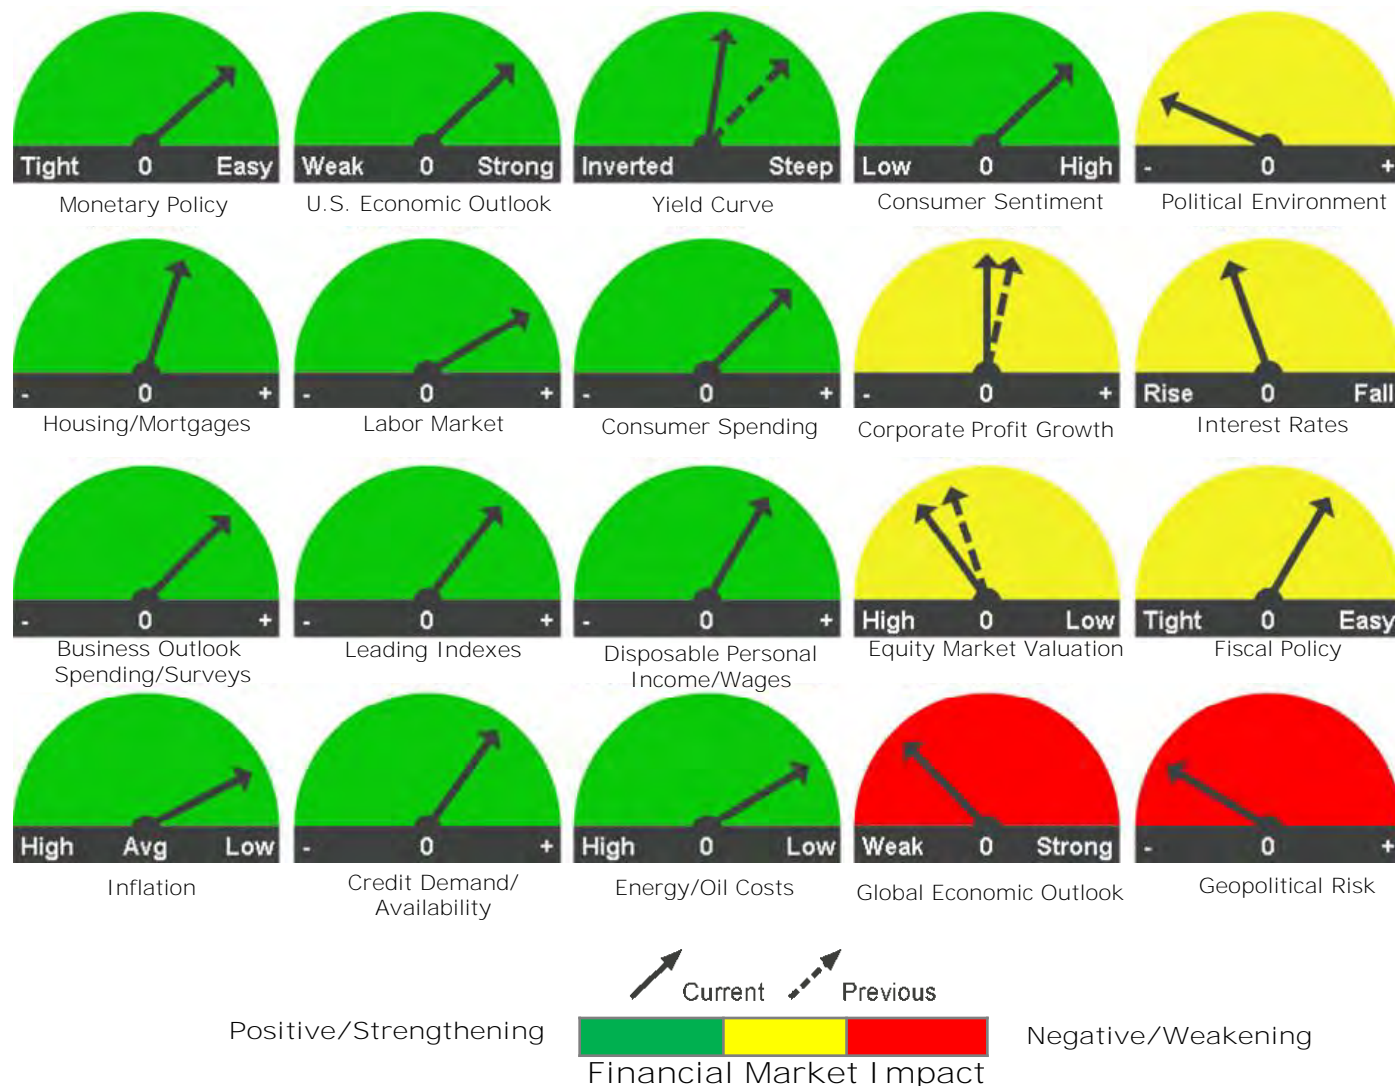 Tight 0 Easy
Monetary Policy
Weak 0 Strong
U.S. Economic Outlook
Inverted Steep
Yield Curve
Low 0 High
Consumer Sentiment
- 0 +
Political Environment
- 0 +
Housing/Mortgages
- 0 +
Labor Market
- 0 +
Consumer Spending
- 0 +
Corporate Profit Growth
Rise 0 Fall
Interest Rates
- 0 +
Business Outlook
Spending/Surveys
- 0 +
Leading Indexes
- 0 +
Disposable Personal
Income/Wages
High 0 Low
Equity Market Valuation
Tight 0 Easy
Fiscal Policy
High Avg Low
Inflation
- 0 +
Credit Demand/
Availability
High 0 Low
Energy/Oil Costs
Weak 0 Strong
Global Economic Outlook
- 0 +
Geopolitical Risk
Current Previous
Positive/Strengthening Negative/Weakening
Financial Market Impact